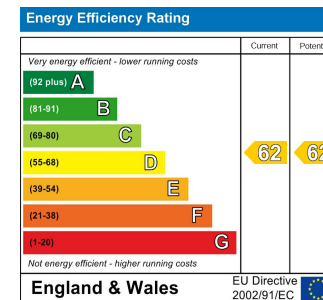 Energy Efficiency Rating
Current Potent
Very energy efficient - lower running costs
(92 plus) A
(81-91) B
(69-80) C
(55-68) D
62 62
(39-54) E
(21-38) F
(1-20) G
Not energy efficient - higher running costs
England & Wales
EU Directive
2002/91/EC